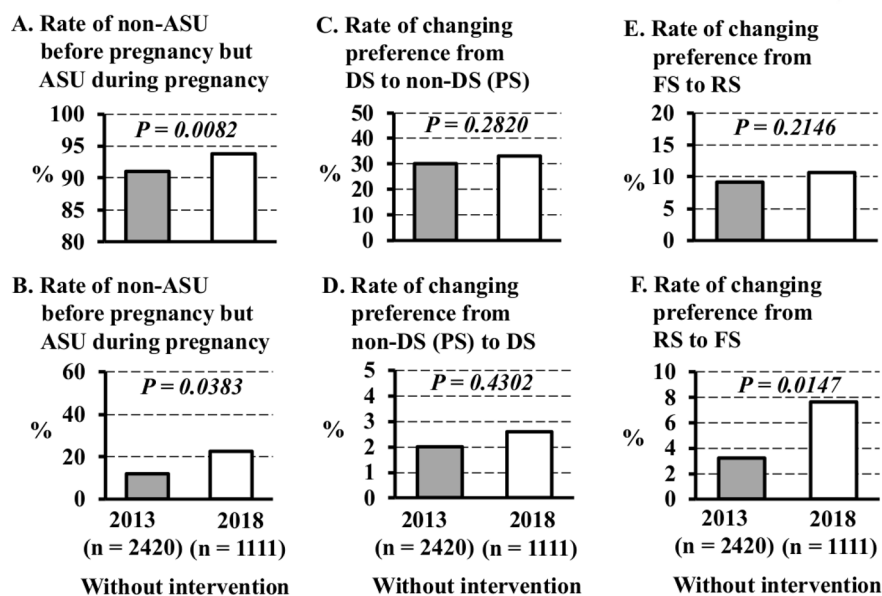 A. Rate of non-ASU
before pregnancy but
ASU during pregnancy
100
95
90
85
80
%
P = 0.0082
C. Rate of changing
preference from
DS to non-DS (PS)
50
40
30
20
10
0
%
P = 0.2820
E. Rate of changing
preference from
FS to RS
20
15
10
5
0
%
P = 0.2146
B. Rate of non-ASU
before pregnancy but
ASU during pregnancy
60
40
20
0
%
P = 0.0383
2013 2018
(n = 2420) (n = 1111)
Without intervention
D. Rate of changing
preference from
non-DS (PS) to DS
5
4
3
2
1
0
%
P = 0.4302
2013 2018
(n = 2420) (n = 1111)
Without intervention
F. Rate of changing
preference from
RS to FS
10
8
6
4
2
0
%
P = 0.0147
2013 2018
(n = 2420) (n = 1111)
Without intervention